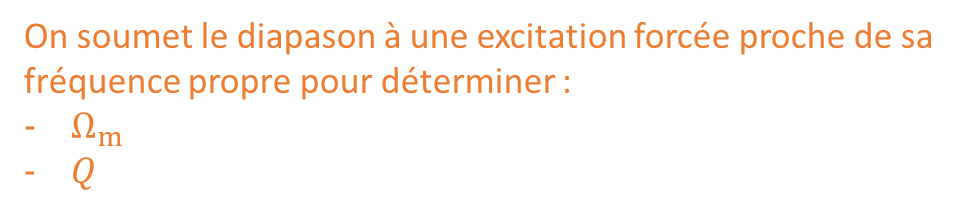 On soumet le diapason à une excitation forcée proche de sa
fréquence propre pour déterminer :
- Ωm
- Q